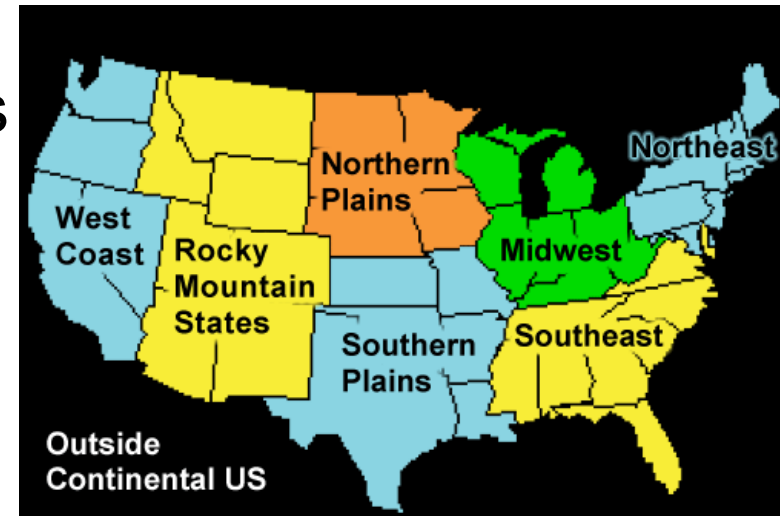 s
Northeast
Northern
Plains
West
Coast
Rocky
Mountain
States
Midwest
Southeast
Southern
Plains
Outside
Continental US